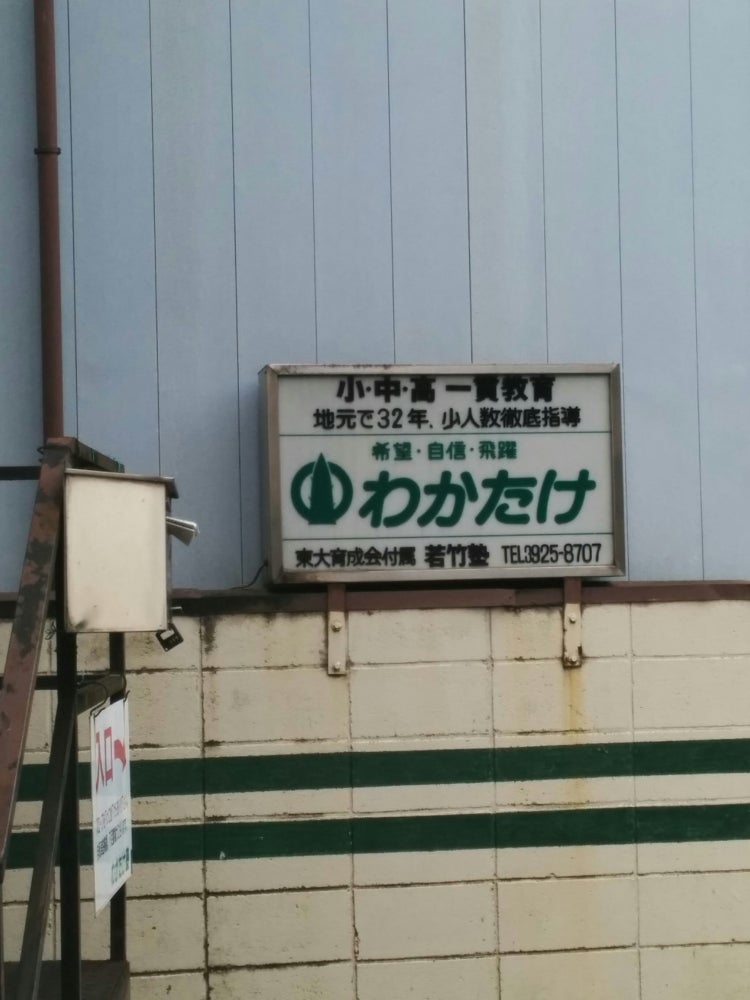 小・中・高 一貫教育
地元で32年、少人数徹底指導
希望・自信・飛躍
わかたけ
東大育成会付属 若竹塾 TEL3925-8707
入口